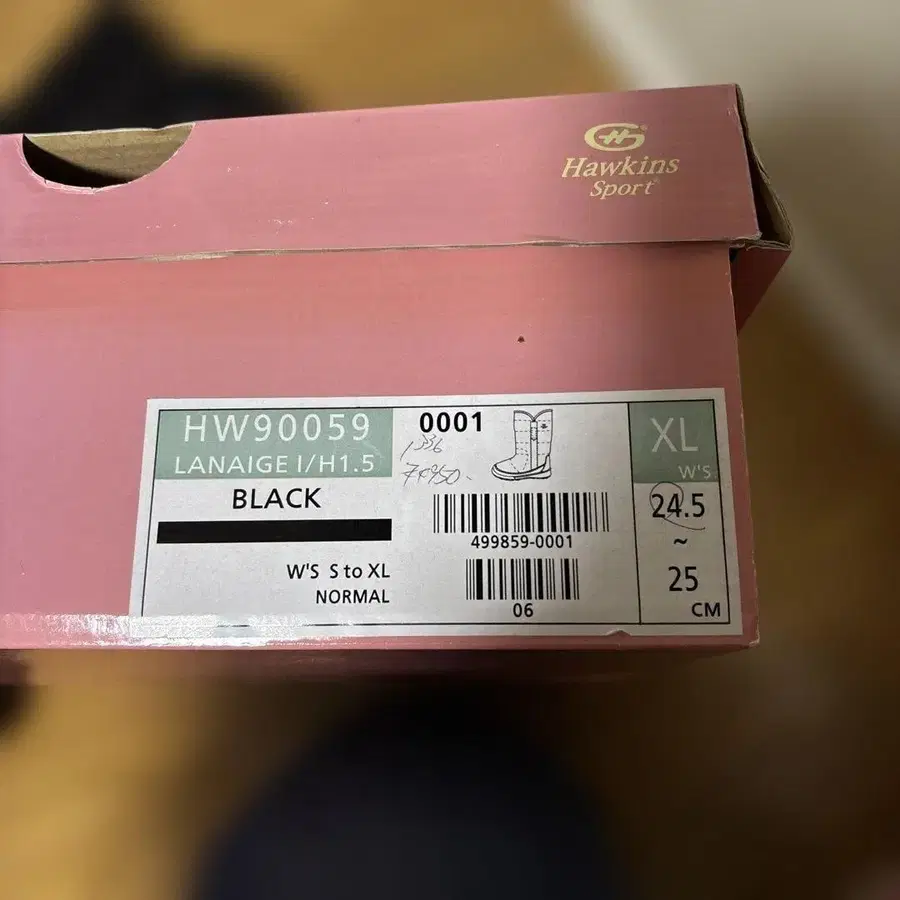 Hawkins
Sport
HW90059
LANAIGE I/H1.5
BLACK
W'S S to XL
NORMAL
0001
499859-0001
06
XL
W'S
24.5
~
25
CM